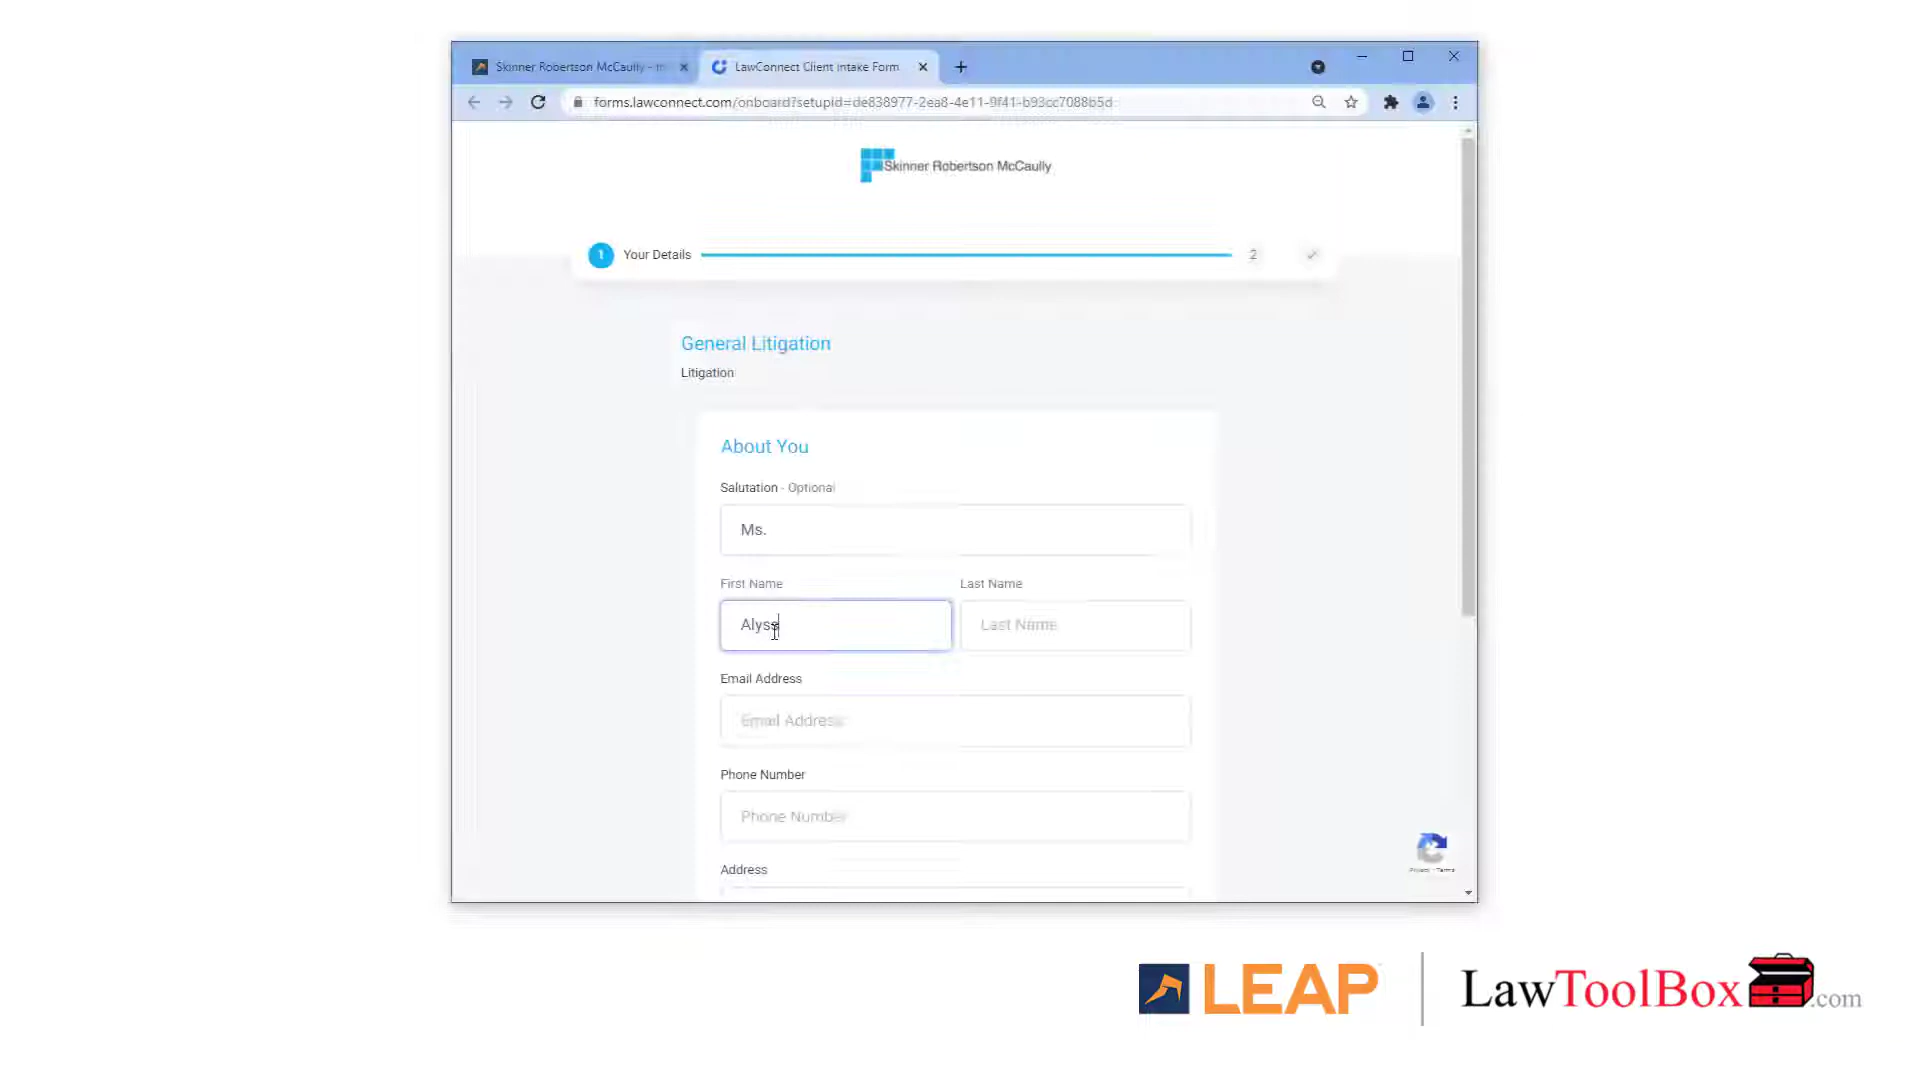 Skinner Robertson McCaully - m
LawConnect Client Intake Form
forms.lawconnect.com/onboard?setupId=de838977-2ea8-4e11-9f41-b93cc7088b5d
Skinner Robertson McCaully
1 Your Details 2
General Litigation
Litigation
About You
Salutation - Optional
Ms.
First Name Last Name
Alyss Last Name
Email Address
Email Address
Phone Number
Phone Number
Address
Privacy - Terms
LEAP LawToolBox.com